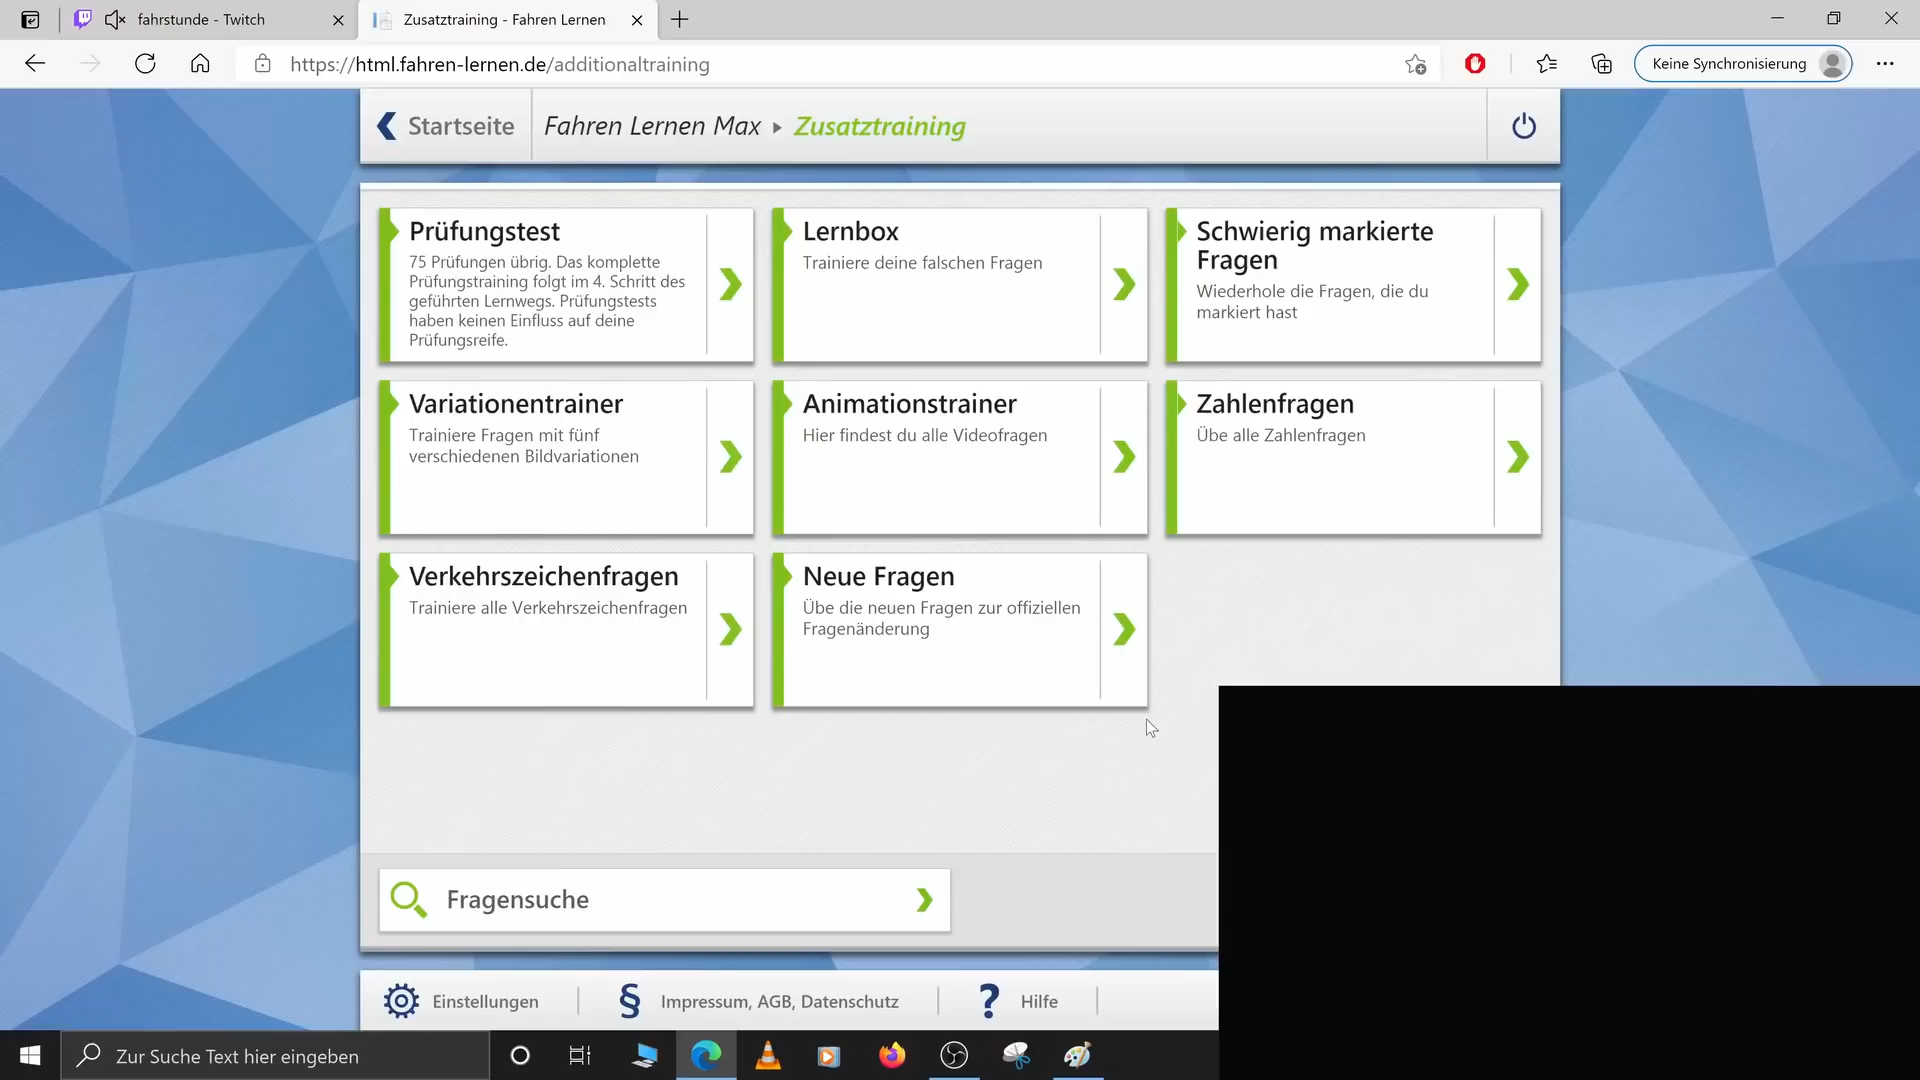 fahrstunde - Twitch
Zusatztraining - Fahren Lernen
https://html.fahren-lernen.de/additionaltraining
Keine Synchronisierung
Startseite
Fahren Lernen Max ▸ Zusatztraining
Prüfungstest
75 Prüfungen übrig. Das komplette
Prüfungstraining folgt im 4. Schritt des
geführten Lernwegs. Prüfungstests
haben keinen Einfluss auf deine
Prüfungsreife.
Lernbox
Trainiere deine falschen Fragen
Schwierig markierte
Fragen
Wiederhole die Fragen, die du
markiert hast
Variationentrainer
Trainiere Fragen mit fünf
verschiedenen Bildvariationen
Animationstrainer
Hier findest du alle Videofragen
Zahlenfragen
Übe alle Zahlenfragen
Verkehrszeichenfragen
Trainiere alle Verkehrszeichenfragen
Neue Fragen
Übe die neuen Fragen zur offiziellen
Fragenänderung
Fragensuche
Einstellungen
§ Impressum, AGB, Datenschutz
? Hilfe
Zur Suche Text hier eingeben